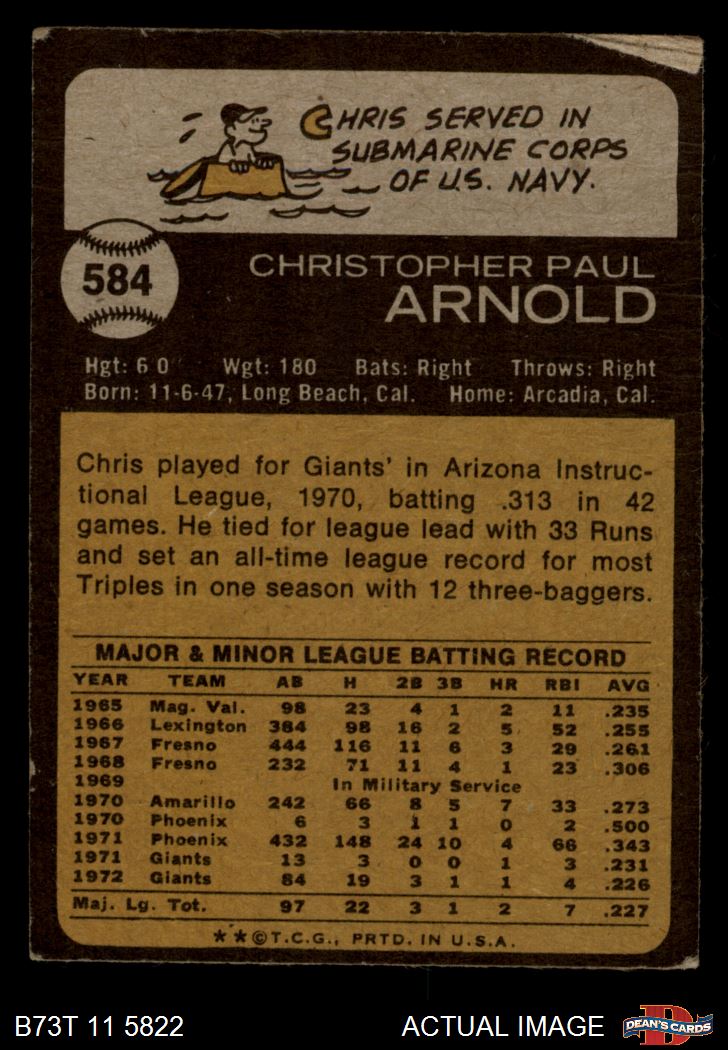 CHRIS SERVED IN
SUBMARINE CORPS
OF U.S. NAVY.
584
CHRISTOPHER PAUL
ARNOLD
Hgt: 6 0" Wgt: 180 Bats: Right Throws: Right
Born: 11-6-47, Long Beach, Cal. Home: Arcadia, Cal.
Chris played for Giants' in Arizona Instruc-
tional League, 1970, batting .313 in 42
games. He tied for league lead with 33 Runs
and set an all-time league record for most
Triples in one season with 12 three-baggers.
MAJOR & MINOR LEAGUE BATTING RECORD
YEAR TEAM AB H 2B 3B HR RBI AVG
1965 Mag. Val. 98 23 4 1 2 11 .235
1966 Lexington 384 98 16 2 5 52 .255
1967 Fresno 444 116 11 6 3 29 .261
1968 Fresno 232 71 11 4 1 23 .306
1969 In Military Service
1970 Amarillo 242 66 8 5 7 33 .273
1970 Phoenix 6 3 1 1 0 2 .500
1971 Phoenix 432 148 24 10 4 66 .343
1971 Giants 13 3 0 0 1 3 .231
1972 Giants 84 19 3 1 1 4 .226
Maj. Lg. Tot. 97 22 3 1 2 7 .227
**©T.C.G., PRTD. IN U.S.A.
B73T 11 5822 ACTUAL IMAGE
D
DEAN'S CARDS